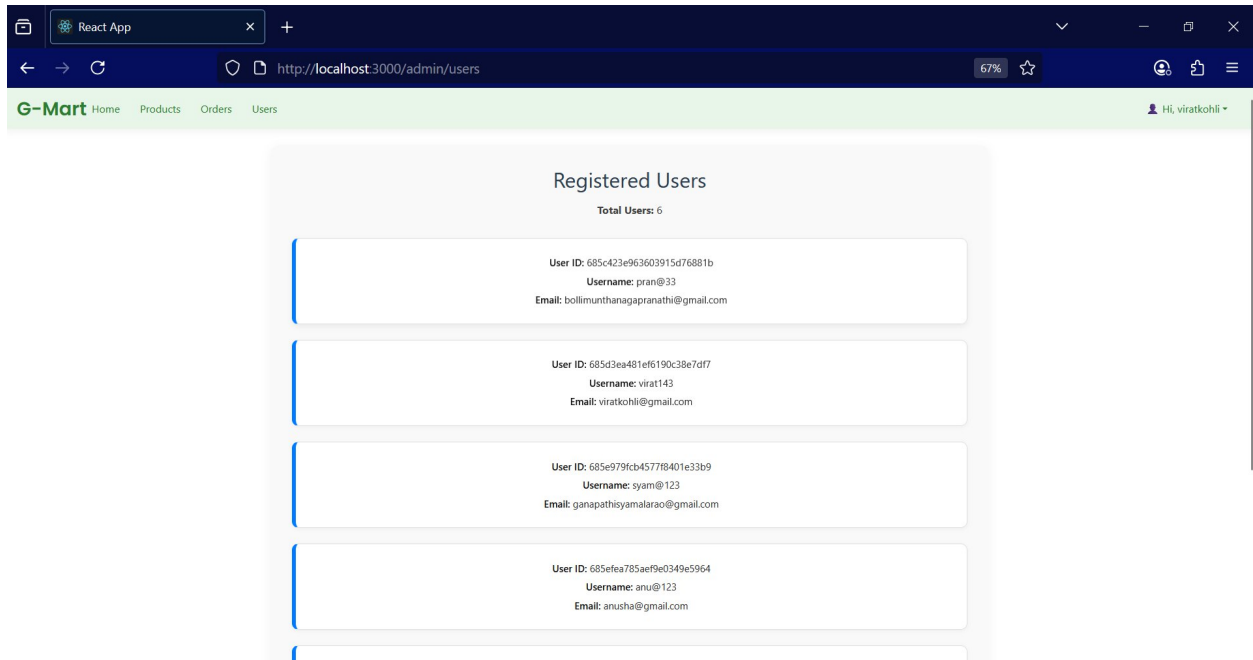 React App
http://localhost:3000/admin/users
67%
G-Mart Home Products Orders Users
Hi, viratkohli
Registered Users
Total Users: 6
User ID: 685c423e963603915d76881b
Username: pran@33
Email: bollimunthanagapranathi@gmail.com
User ID: 685d3ea481ef6190c38e7df7
Username: virat143
Email: viratkohli@gmail.com
User ID: 685e979fcb4577f8401e33b9
Username: syam@123
Email: ganapathisyamalarao@gmail.com
User ID: 685efea785aef9e0349e5964
Username: anu@123
Email: anusha@gmail.com